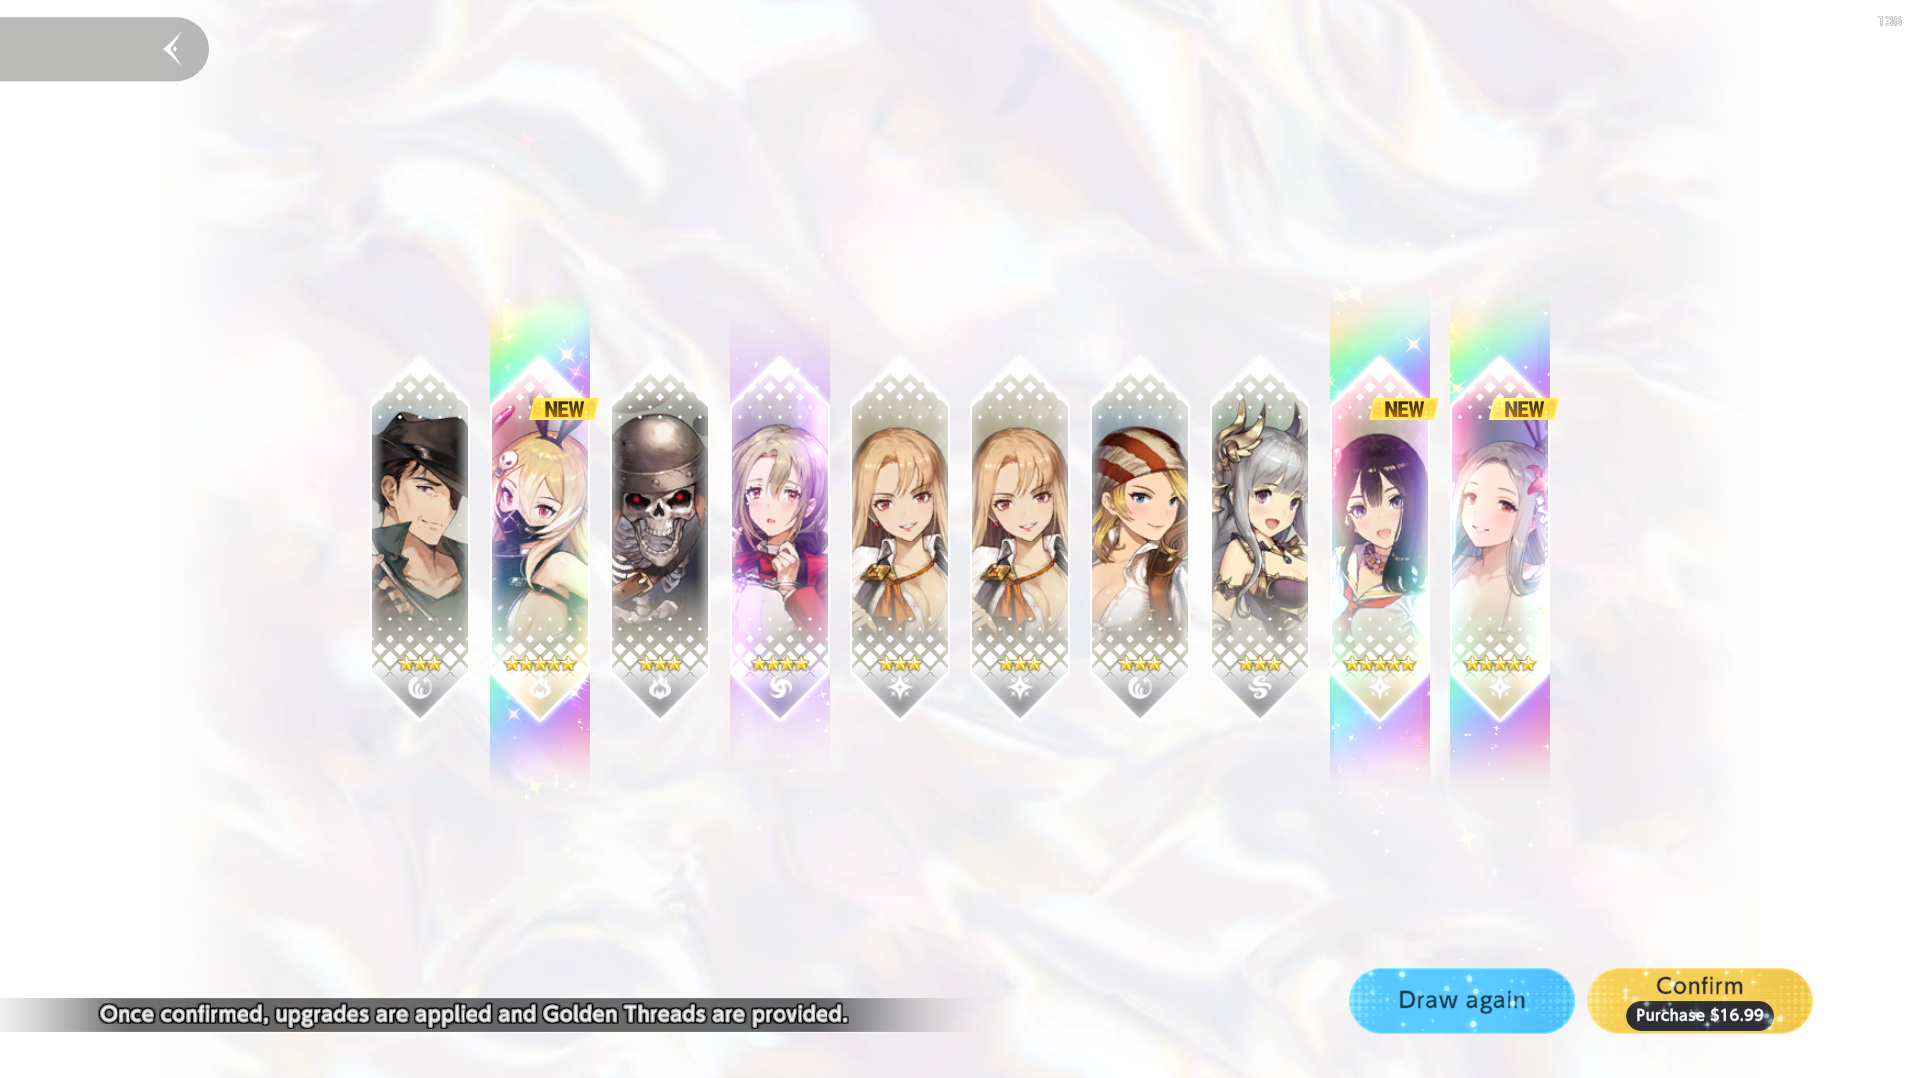 136
NEW
NEW
NEW
Once confirmed, upgrades are applied and Golden Threads are provided.
Draw again
Confirm
Purchase $16.99